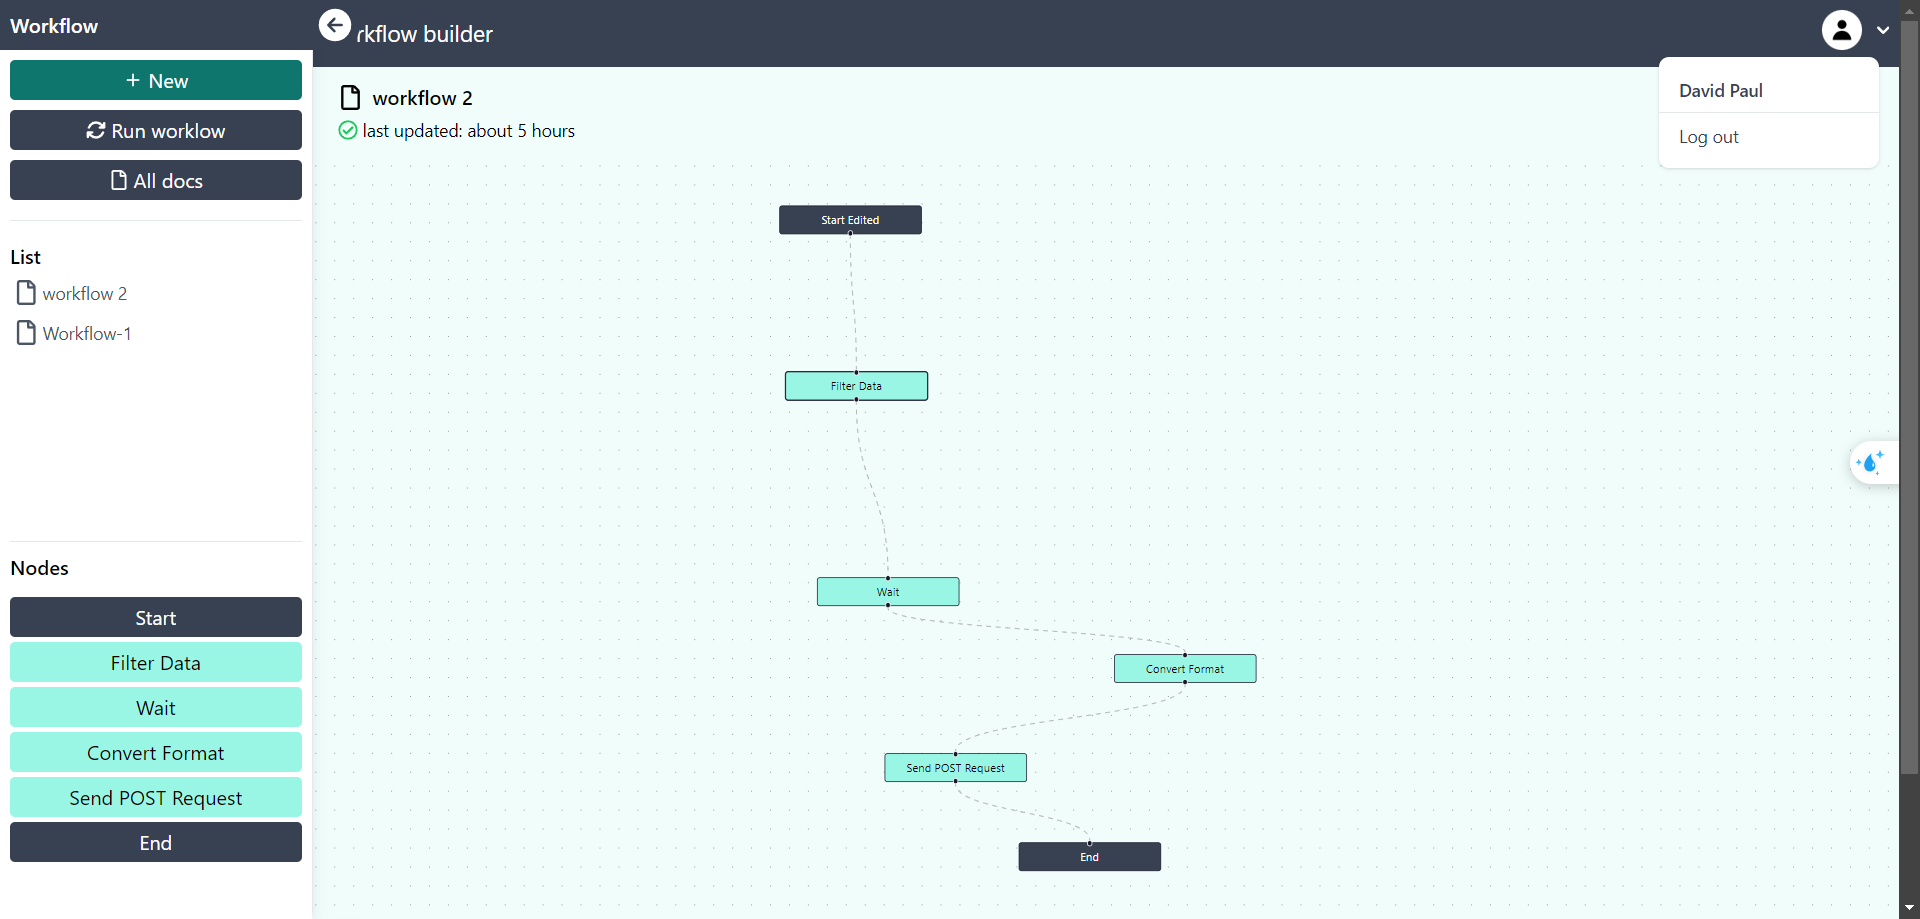 Workflow
rkflow builder
New
Run worklow
All docs
List
workflow 2
Workflow-1
Nodes
Start
Filter Data
Wait
Convert Format
Send POST Request
End
workflow 2
last updated: about 5 hours
David Paul
Log out
Start Edited
Filter Data
Wait
Convert Format
Send POST Request
End